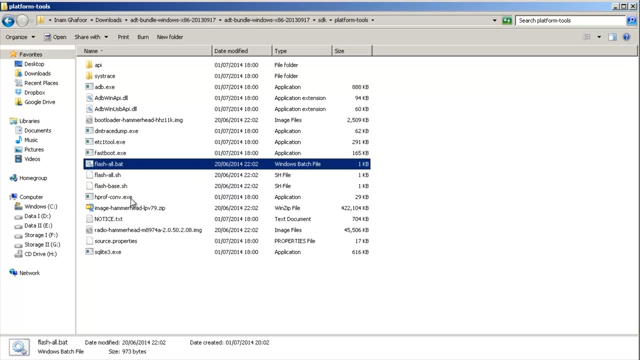 platform-tools
Inam Ghafoor ▸ Downloads ▸ adt-bundle-windows-x86-20130917 ▸ adt-bundle-windows-x86-20130917 ▸ sdk ▸ platform-tools
Search platform-tools
Organize Open Share with Print Burn New folder
Favorites
Desktop
Downloads
Recent Places
Dropbox
Google Drive
Libraries
Documents
Music
Pictures
Videos
Homegroup
Computer
Windows (C:)
Data I (D:)
Data II (E:)
Storage I (F:)
Storage II (G:)
CD Drive (H:)
Network
Name Date modified Type Size
api 01/07/2014 18:00 File folder
systrace 01/07/2014 18:00 File folder
adb.exe 01/07/2014 18:00 Application 888 KB
AdbWinApi.dll 01/07/2014 18:00 Application extension 94 KB
AdbWinUsbApi.dll 01/07/2014 18:00 Application extension 60 KB
bootloader-hammerhead-hhz11k.img 20/06/2014 22:02 Image Files 2,509 KB
dmtracedump.exe 01/07/2014 18:00 Application 62 KB
etc1tool.exe 01/07/2014 18:00 Application 291 KB
fastboot.exe 01/07/2014 18:00 Application 165 KB
flash-all.bat 20/06/2014 22:02 Windows Batch File 1 KB
flash-all.sh 20/06/2014 22:02 SH File 1 KB
flash-base.sh 20/06/2014 22:02 SH File 1 KB
hprof-conv.exe 01/07/2014 18:00 Application 29 KB
image-hammerhead-lpv79.zip 20/06/2014 22:02 WinZip File 422,104 KB
NOTICE.txt 01/07/2014 18:00 Text Document 704 KB
radio-hammerhead-m8974a-2.0.50.2.08.img 20/06/2014 22:02 Image Files 45,506 KB
source.properties 01/07/2014 18:00 PROPERTIES File 17 KB
sqlite3.exe 01/07/2014 18:00 Application 616 KB
flash-all.bat Date modified: 20/06/2014 22:02 Date created: 01/07/2014 20:02
Windows Batch File Size: 973 bytes